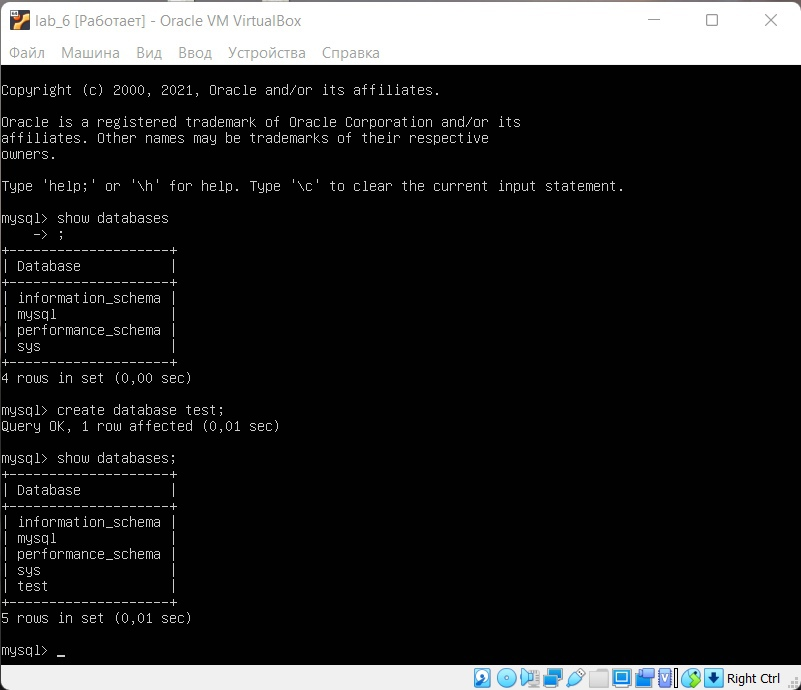 lab_6 [Работает] - Oracle VM VirtualBox
Файл Машина Вид Ввод Устройства Справка
Copyright (c) 2000, 2021, Oracle and/or its affiliates.
Oracle is a registered trademark of Oracle Corporation and/or its
affiliates. Other names may be trademarks of their respective
owners.
Type 'help;' or '\h' for help. Type '\c' to clear the current input statement.
mysql> show databases
    -> ;
+--------------------+
| Database           |
+--------------------+
| information_schema |
| mysql              |
| performance_schema |
| sys                |
+--------------------+
4 rows in set (0,00 sec)
mysql> create database test;
Query OK, 1 row affected (0,01 sec)
mysql> show databases;
+--------------------+
| Database           |
+--------------------+
| information_schema |
| mysql              |
| performance_schema |
| sys                |
| test               |
+--------------------+
5 rows in set (0,01 sec)
mysql> _
Right Ctrl